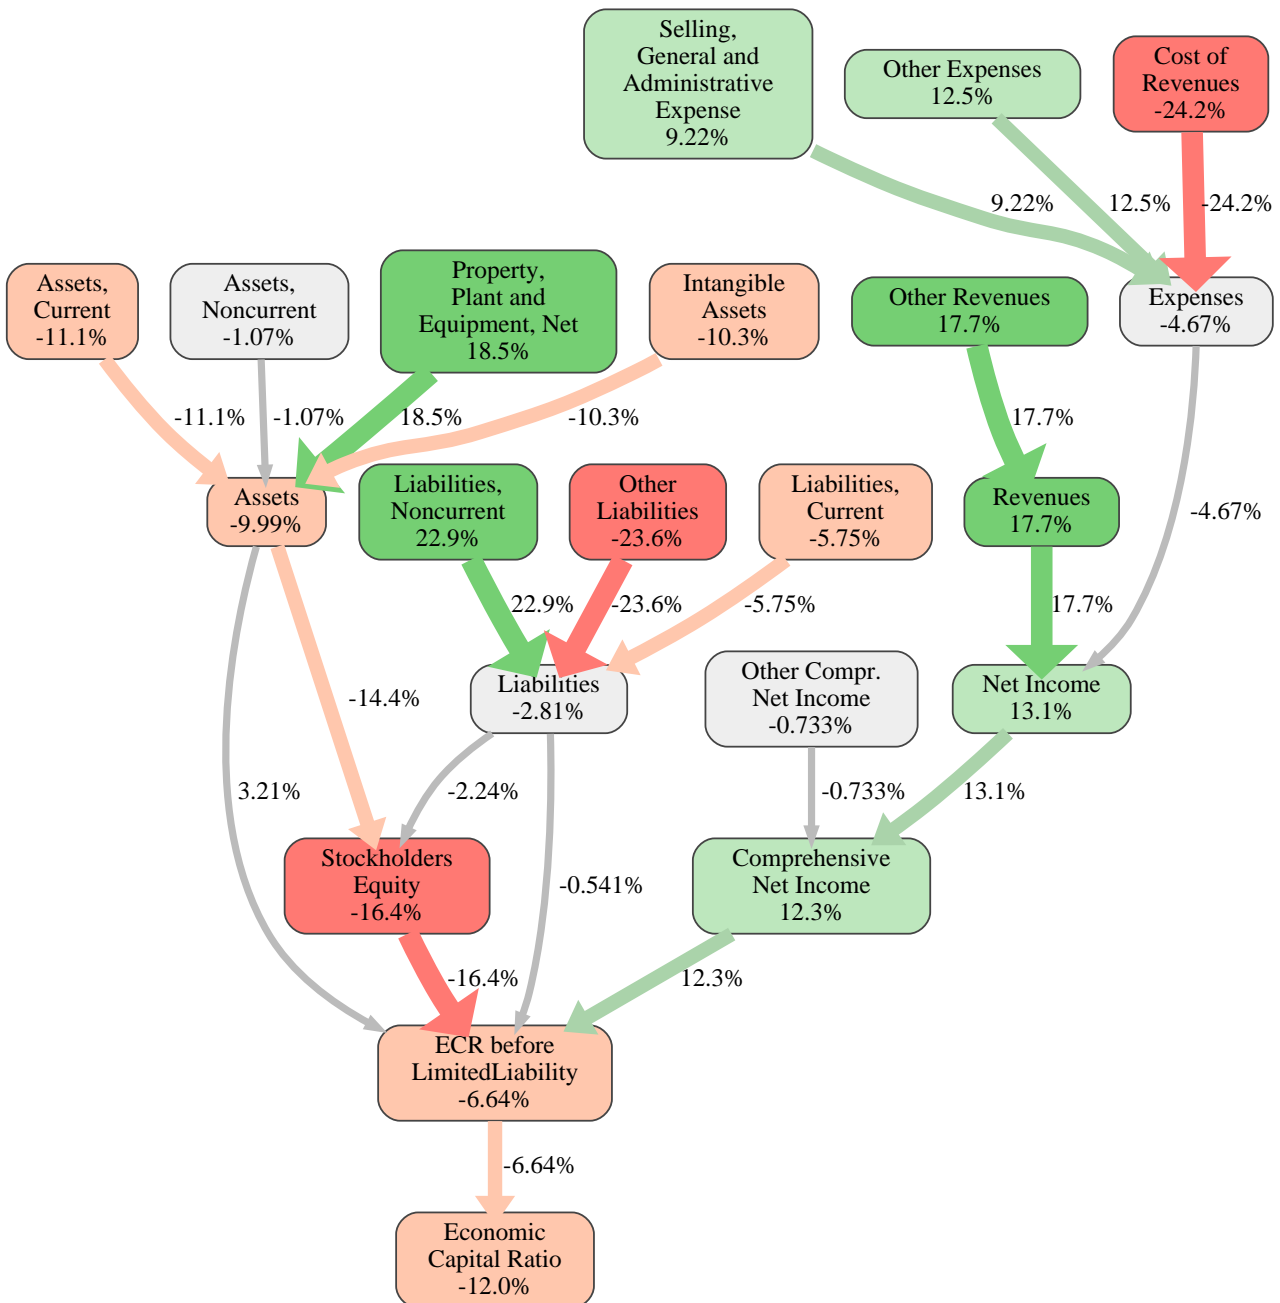 Selling,
General and
Administrative
Expense
9.22%
Other Expenses
12.5%
Cost of
Revenues
-24.2%
9.22%
12.5%
-24.2%
Assets,
Current
-11.1%
Assets,
Noncurrent
-1.07%
Property,
Plant and
Equipment, Net
18.5%
Intangible
Assets
-10.3%
Other Revenues
17.7%
Expenses
-4.67%
-11.1%
-1.07%
18.5%
-10.3%
17.7%
-4.67%
Assets
-9.99%
Liabilities,
Noncurrent
22.9%
Other
Liabilities
-23.6%
Liabilities,
Current
-5.75%
Revenues
17.7%
22.9%
-23.6%
-5.75%
17.7%
-14.4%
Liabilities
-2.81%
Other Compr.
Net Income
-0.733%
Net Income
13.1%
3.21%
-2.24%
-0.733%
13.1%
Stockholders
Equity
-16.4%
-0.541%
Comprehensive
Net Income
12.3%
-16.4%
12.3%
ECR before
LimitedLiability
-6.64%
-6.64%
Economic
Capital Ratio
-12.0%